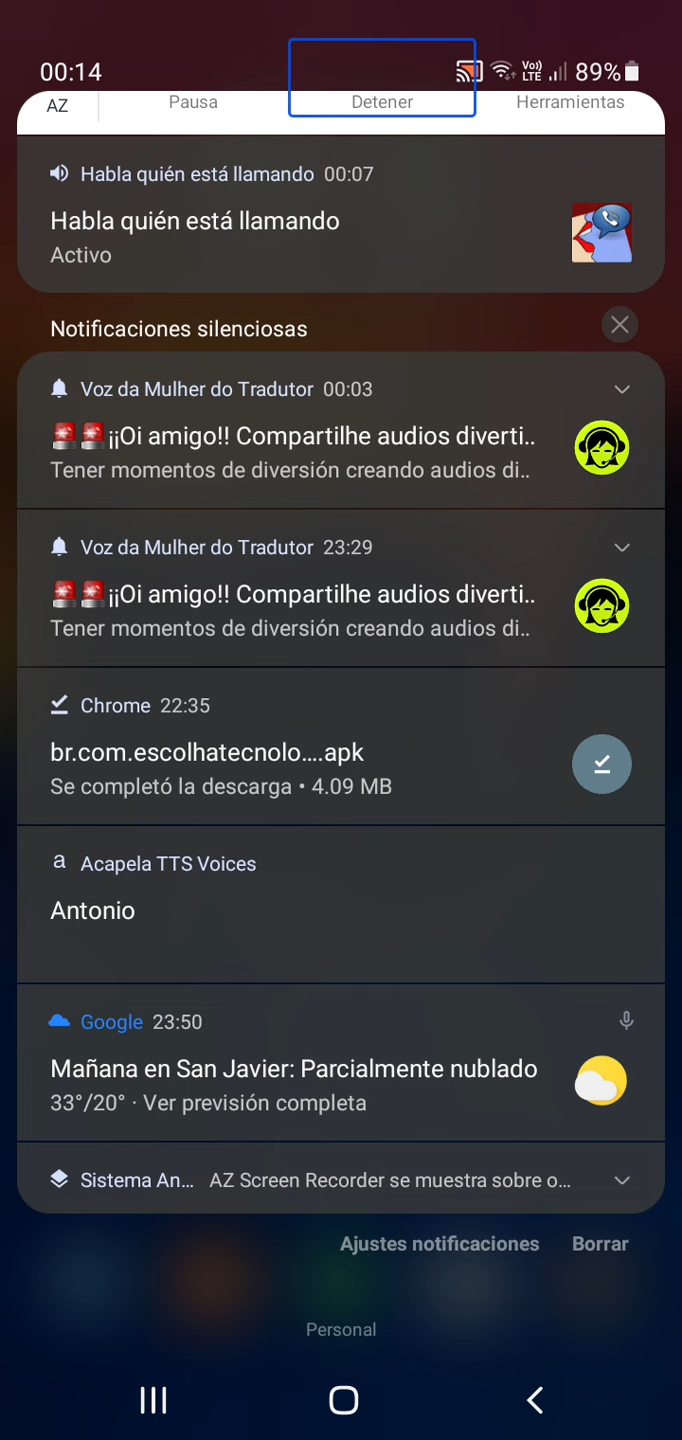 00:14 Vo)) LTE 89%
AZ Pausa Detener Herramientas
Habla quién está llamando 00:07
Habla quién está llamando
Activo
Notificaciones silenciosas
Voz da Mulher do Tradutor 00:03
🚨🚨¡¡Oi amigo!! Compartilhe audios diverti..
Tener momentos de diversión creando audios di..
Voz da Mulher do Tradutor 23:29
🚨🚨¡¡Oi amigo!! Compartilhe audios diverti..
Tener momentos de diversión creando audios di..
Chrome 22:35
br.com.escolhatecnolo....apk
Se completó la descarga • 4.09 MB
a Acapela TTS Voices
Antonio
Google 23:50
Mañana en San Javier: Parcialmente nublado
33°/20° · Ver previsión completa
Sistema An... AZ Screen Recorder se muestra sobre o...
Ajustes notificaciones Borrar
Personal